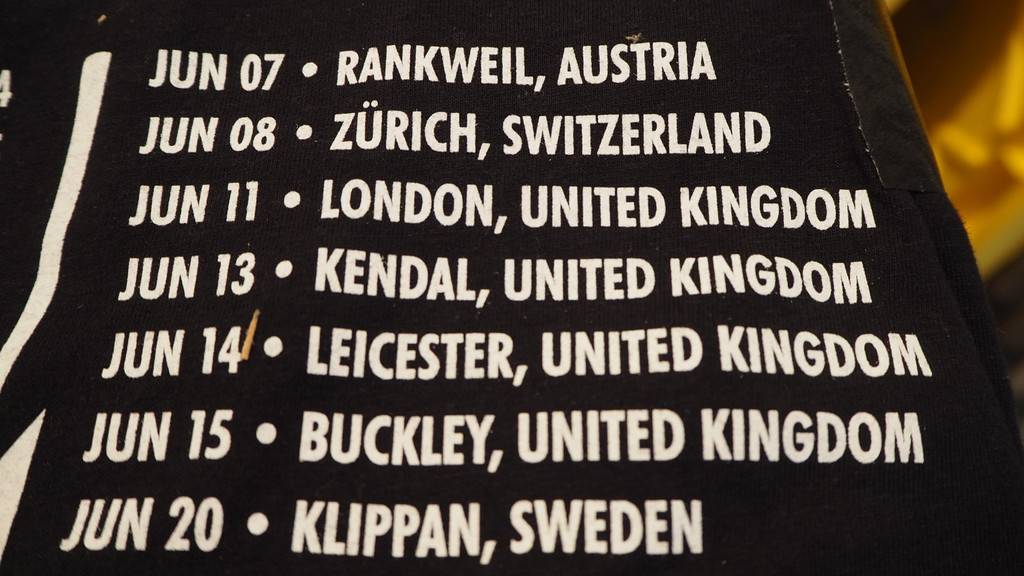 JUN 07 • RANKWEIL, AUSTRIA
JUN 08 • ZÜRICH, SWITZERLAND
JUN 11 • LONDON, UNITED KINGDOM
JUN 13 • KENDAL, UNITED KINGDOM
JUN 14 • LEICESTER, UNITED KINGDOM
JUN 15 • BUCKLEY, UNITED KINGDOM
JUN 20 • KLIPPAN, SWEDEN